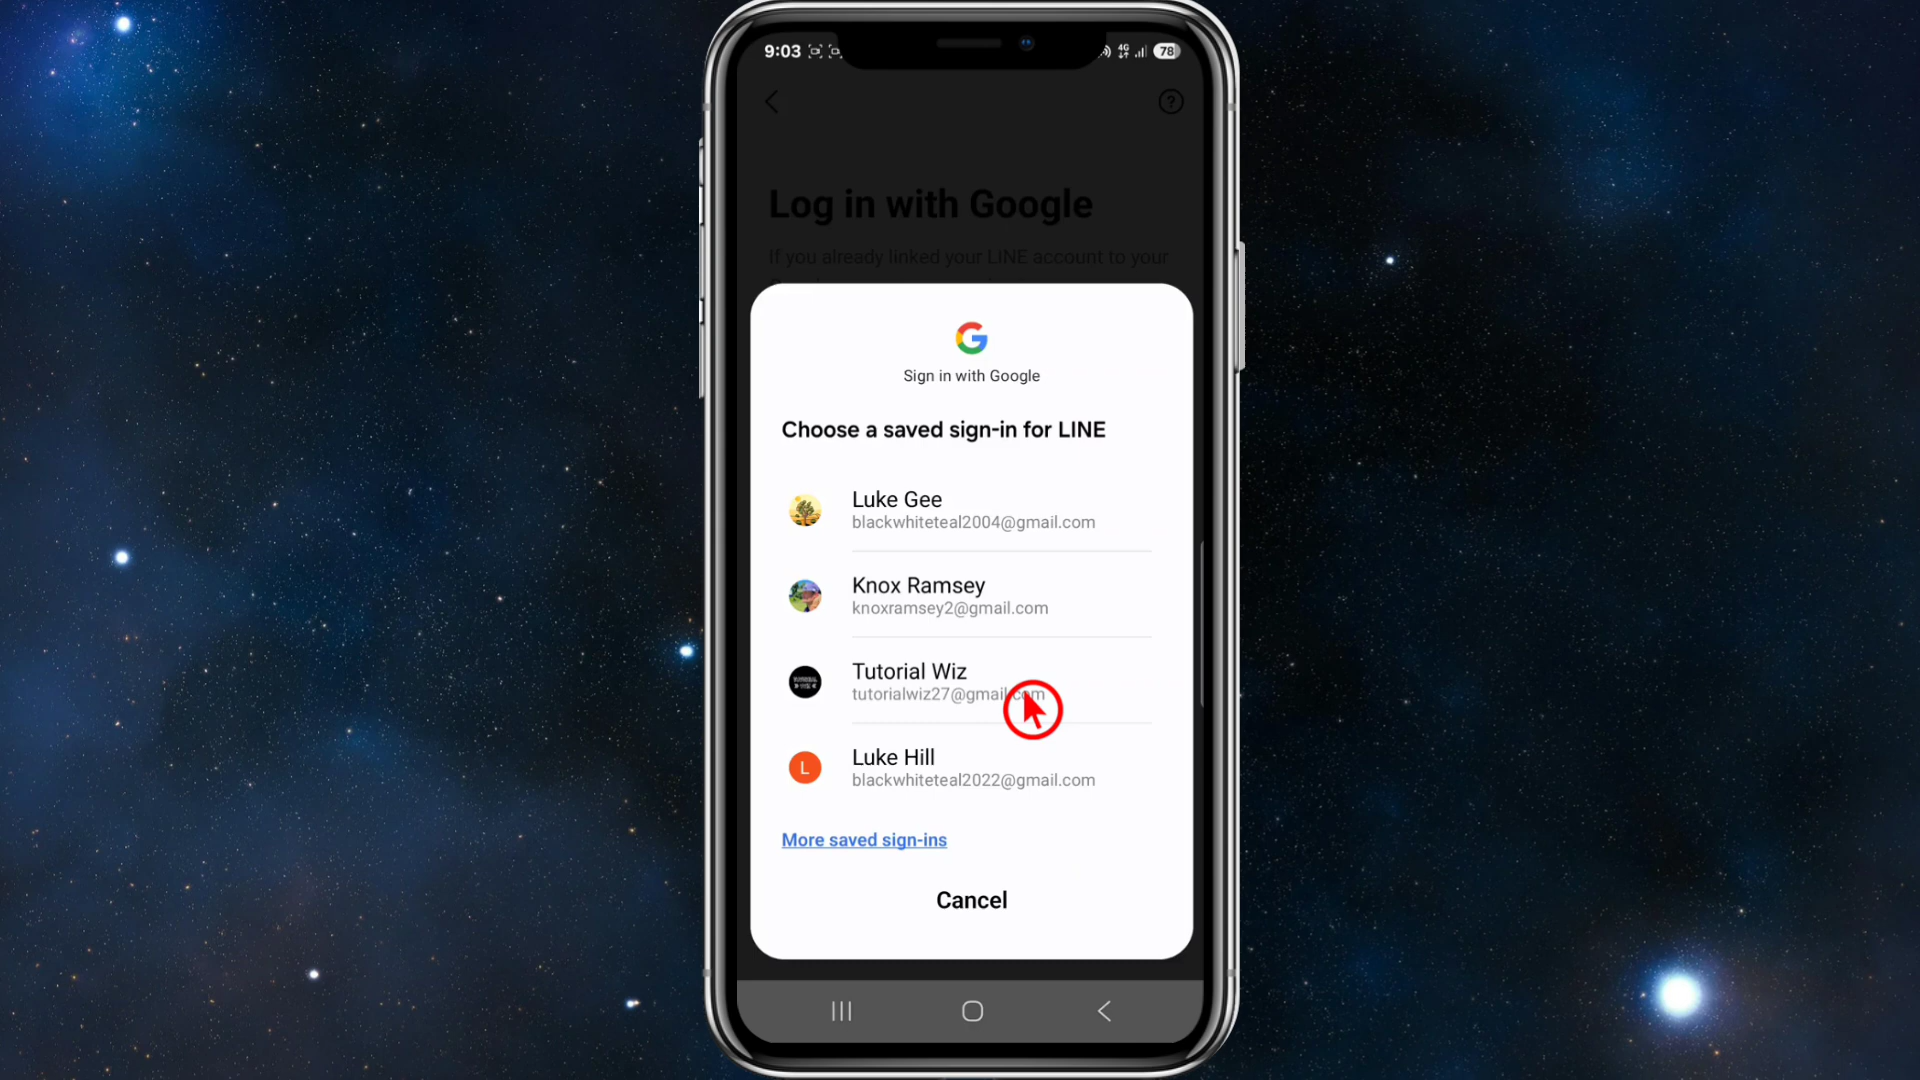 9:03
4G
78
Log in with Google
If you already linked your LINE account to your
Sign in with Google
Choose a saved sign-in for LINE
Luke Gee
blackwhiteteal2004@gmail.com
Knox Ramsey
knoxramsey2@gmail.com
Tutorial Wiz
tutorialwiz27@gmail.com
L
Luke Hill
blackwhiteteal2022@gmail.com
More saved sign-ins
Cancel